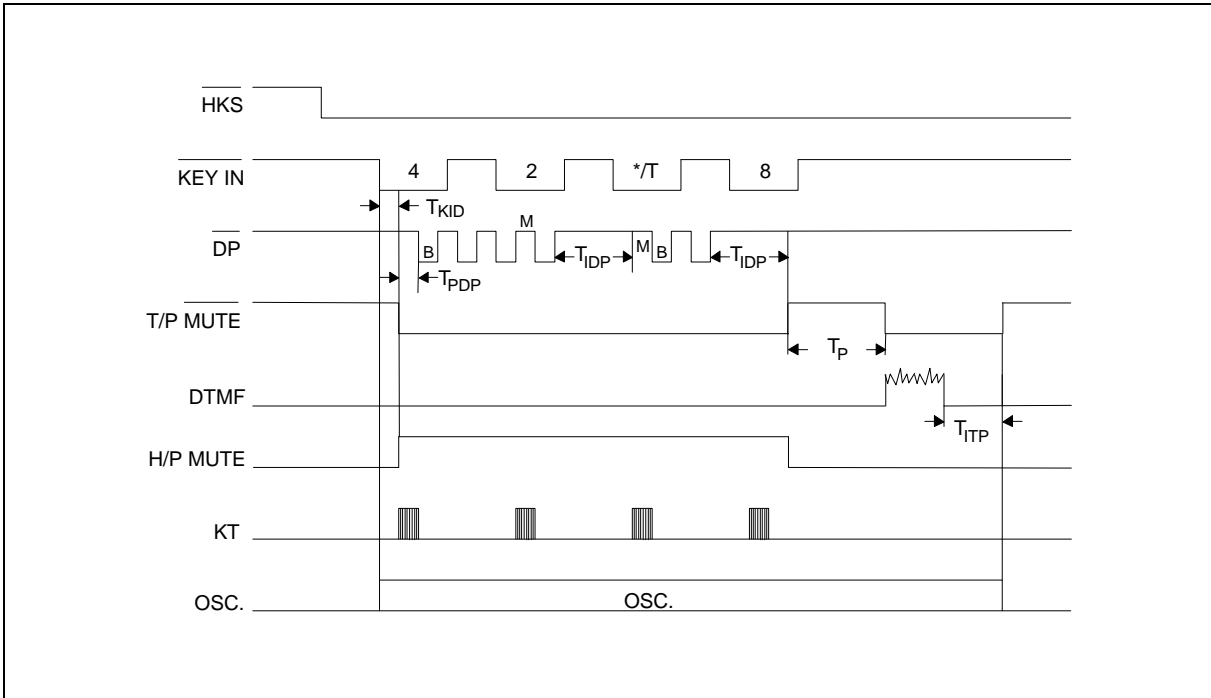 HKS
KEY IN 4 2 */T 8
TKID
M
DP B TIDP M B TIDP
TPDP
T/P MUTE
TP
DTMF
TITP
H/P MUTE
KT
OSC. OSC.